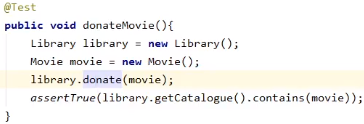 @Test
public void donateMovie(){
    Library library = new Library();
    Movie movie = new Movie();
    library.donate(movie);
    assertTrue(library.getCatalogue().contains(movie));
}